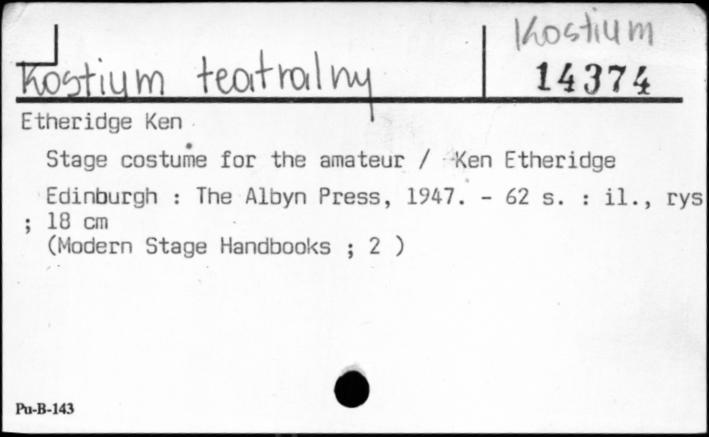 Kostium
Kostium teatralny
14374
Etheridge Ken
Stage costume for the amateur / Ken Etheridge
Edinburgh : The Albyn Press, 1947. - 62 s. : il., rys
; 18 cm
(Modern Stage Handbooks ; 2 )
Pu-B-143